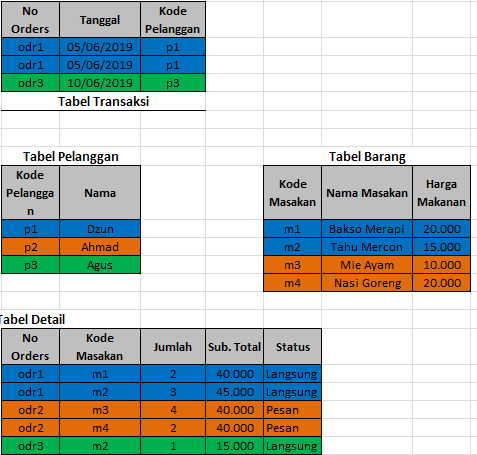 No Orders Tanggal Kode Pelanggan
odr1 05/06/2019 p1
odr1 05/06/2019 p1
odr3 10/06/2019 p3
Tabel Transaksi
Tabel Pelanggan Tabel Barang
Kode Pelanggan Nama
p1 Dzun
p2 Ahmad
p3 Agus
Kode Masakan Nama Masakan Harga Makanan
m1 Bakso Merapi 20.000
m2 Tahu Mercon 15.000
m3 Mie Ayam 10.000
m4 Nasi Goreng 20.000
Tabel Detail
No Orders Kode Masakan Jumlah Sub. Total Status
odr1 m1 2 40.000 Langsung
odr1 m2 3 45.000 Langsung
odr2 m3 4 40.000 Pesan
odr2 m4 2 40.000 Pesan
odr3 m2 1 15.000 Langsung